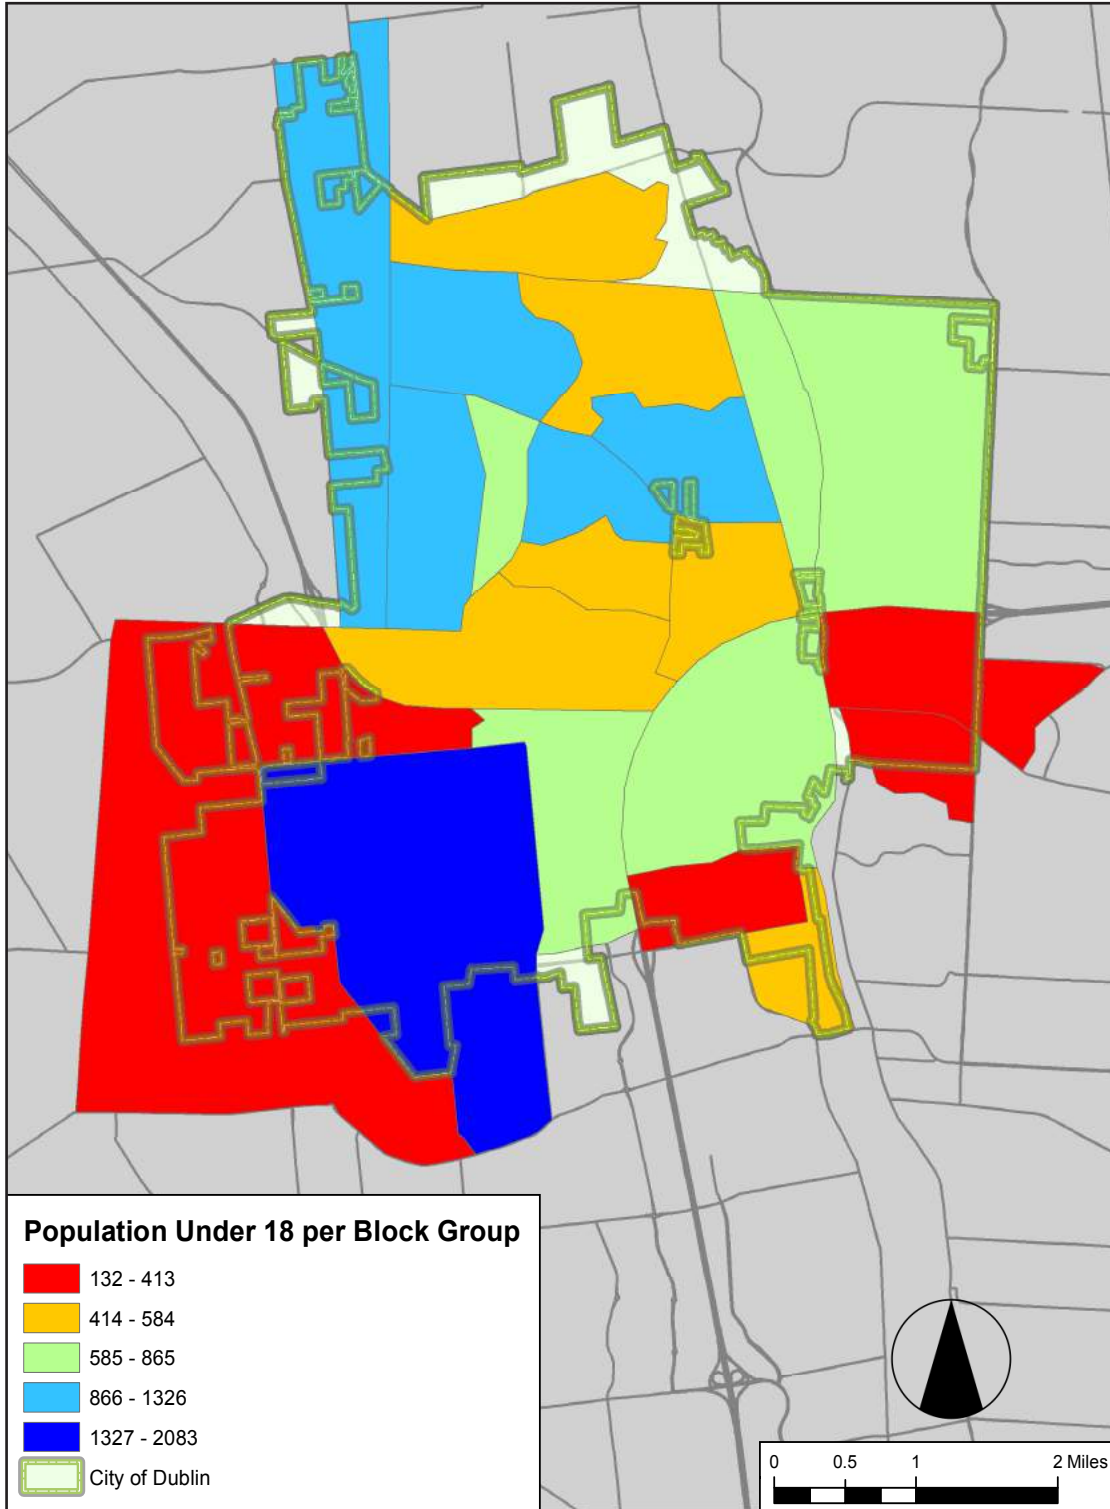 Population Under 18 per Block Group
132 - 413
414 - 584
585 - 865
866 - 1326
1327 - 2083
City of Dublin
0 0.5 1 2 Miles